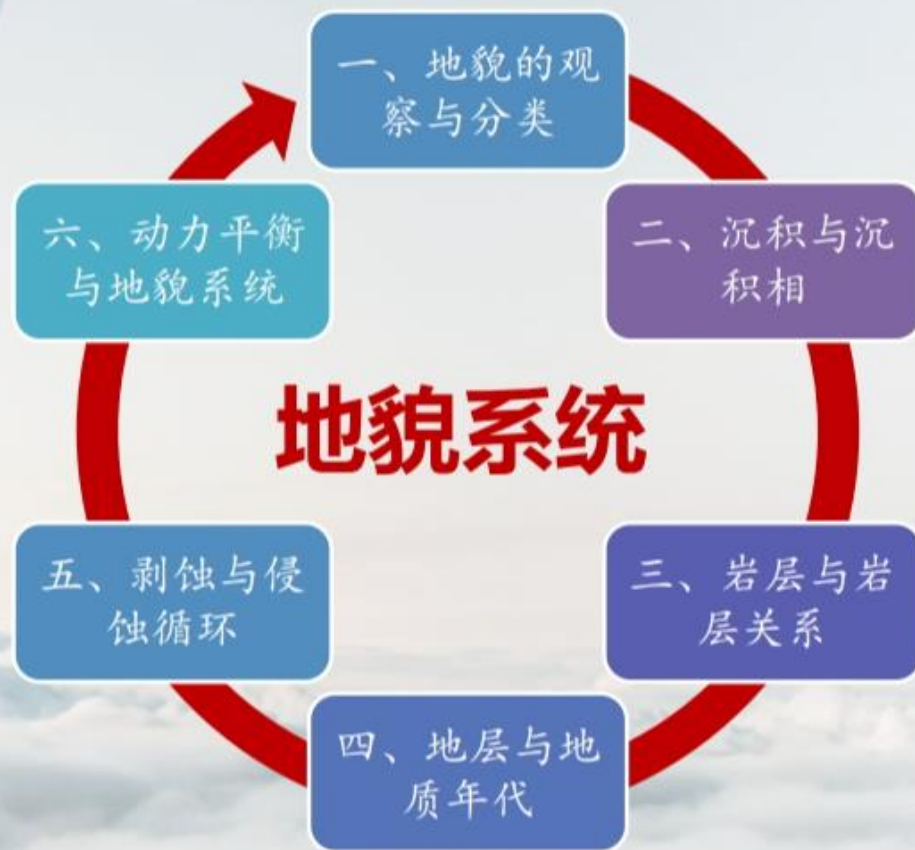 一、地貌的观
察与分类
六、动力平衡
与地貌系统
二、沉积与沉
积相
地貌系统
五、剥蚀与侵
蚀循环
三、岩层与岩
层关系
四、地层与地
质年代